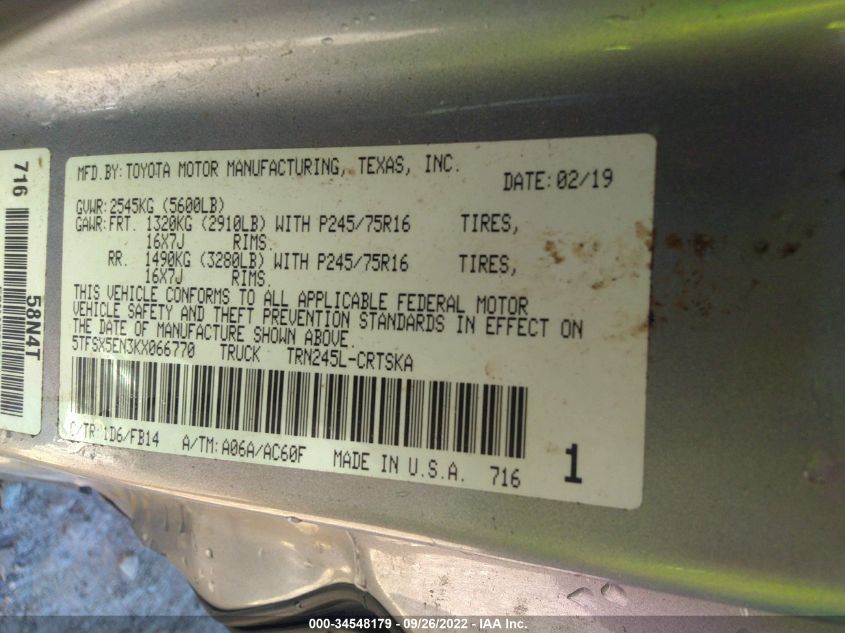 MFD.BY:TOYOTA MOTOR MANUFACTURING, TEXAS, INC.
DATE:02/19
GVWR:2545KG (5600LB)
GAWR:FRT. 1320KG (2910LB) WITH P245/75R16 TIRES,
16X7J RIMS.
RR. 1490KG (3280LB) WITH P245/75R16 TIRES,
16X7J RIMS.
THIS VEHICLE CONFORMS TO ALL APPLICABLE FEDERAL MOTOR
VEHICLE SAFETY AND THEFT PREVENTION STANDARDS IN EFFECT ON
THE DATE OF MANUFACTURE SHOWN ABOVE.
5TFSX5EN3KX066770 TRUCK TRN245L-CRTSKA
C/TR:1D6/FB14 A/TM:A06A/AC60F MADE IN U.S.A. 716 1
716
58N4T
000-34548179 - 09/26/2022 - IAA Inc.